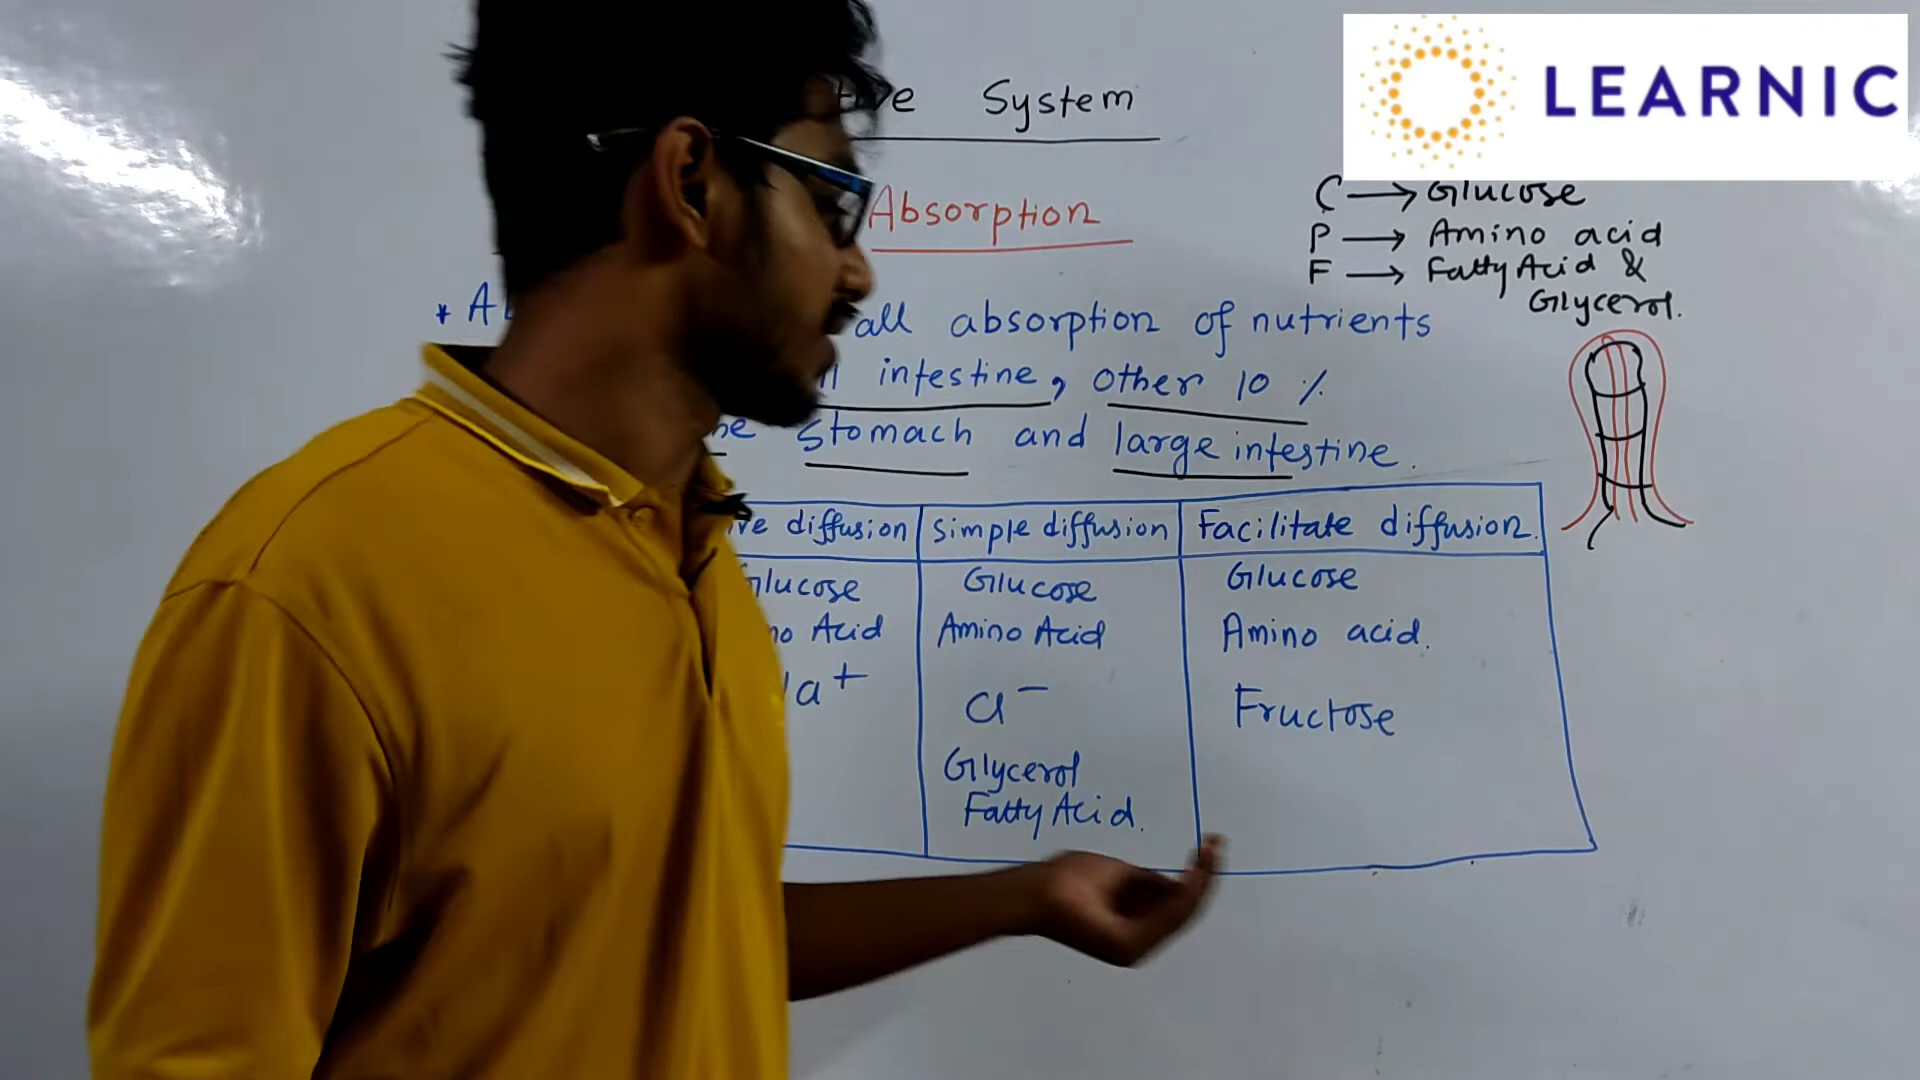 LEARNIC
System
Absorption
C → Glucose
P → Amino acid
F → Fatty Acid &
Glycerol.
* all absorption of nutrients
intestine, other 10 %
stomach and large intestine.
diffusion
Simple diffusion
Facilitate diffusion.
Glucose
Acid
Glucose
Amino Acid
Cl⁻
Glycerol
Fatty Acid.
Glucose
Amino acid.
Fructose